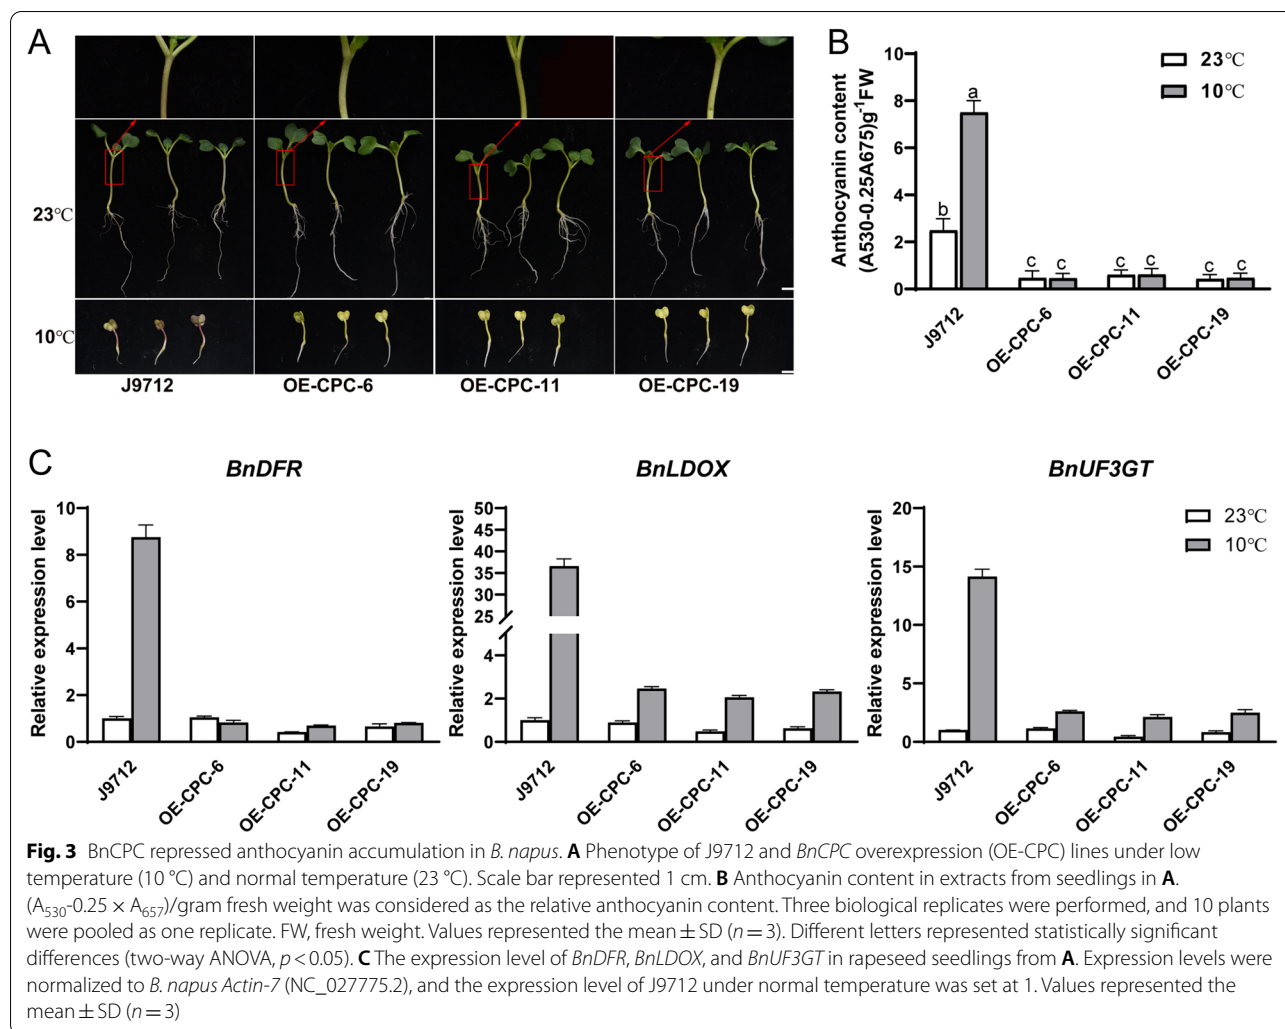 A
23℃
10℃
J9712 OE-CPC-6 OE-CPC-11 OE-CPC-19
B
Anthocyanin content
(A530-0.25A675)g⁻¹FW
10
8
6
4
2
0
23℃
10℃
b a c c c c c c
J9712 OE-CPC-6 OE-CPC-11 OE-CPC-19
C
BnDFR
Relative expression level
10
8
6
4
2
0
J9712 OE-CPC-6 OE-CPC-11 OE-CPC-19
BnLDOX
Relative expression level
50
45
40
35
30
25
4
2
0
J9712 OE-CPC-6 OE-CPC-11 OE-CPC-19
BnUF3GT
Relative expression level
20
15
10
5
0
23℃
10℃
J9712 OE-CPC-6 OE-CPC-11 OE-CPC-19
Fig. 3 BnCPC repressed anthocyanin accumulation in B. napus. A Phenotype of J9712 and BnCPC overexpression (OE-CPC) lines under low
temperature (10 °C) and normal temperature (23 °C). Scale bar represented 1 cm. B Anthocyanin content in extracts from seedlings in A.
(A₅₃₀-0.25 × A₆₅₇)/gram fresh weight was considered as the relative anthocyanin content. Three biological replicates were performed, and 10 plants
were pooled as one replicate. FW, fresh weight. Values represented the mean ± SD (n = 3). Different letters represented statistically significant
differences (two-way ANOVA, p < 0.05). C The expression level of BnDFR, BnLDOX, and BnUF3GT in rapeseed seedlings from A. Expression levels were
normalized to B. napus Actin-7 (NC_027775.2), and the expression level of J9712 under normal temperature was set at 1. Values represented the
mean ± SD (n = 3)